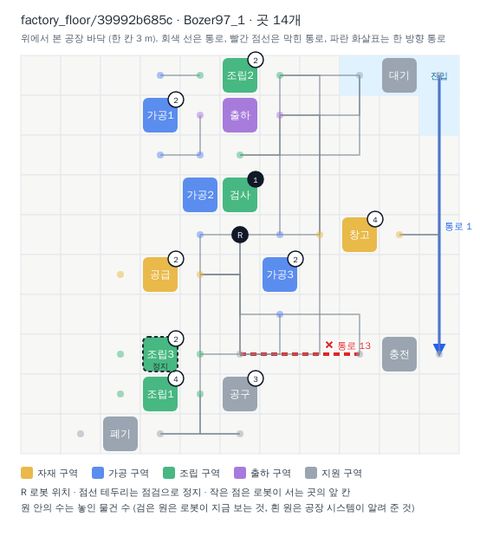 factory_floor/39992b685c · Bozer97_1 · 곳 14개
위에서 본 공장 바닥 (한 칸 3 m). 회색 선은 통로, 빨간 점선은 막힌 통로, 파란 화살표는 한 방향 통로
조립2 2
대기
진입
가공1 2
출하
가공2
검사 1
통로 1
R
창고 4
공급 2
가공3 2
✕ 통로 13
조립3 2
정지
충전
조립1 4
공구 3
폐기
자재 구역 가공 구역 조립 구역 출하 구역 지원 구역
R 로봇 위치 · 점선 테두리는 점검으로 정지 · 작은 점은 로봇이 서는 곳의 앞 칸
원 안의 수는 놓인 물건 수 (검은 원은 로봇이 지금 보는 것, 흰 원은 공장 시스템이 알려 준 것)